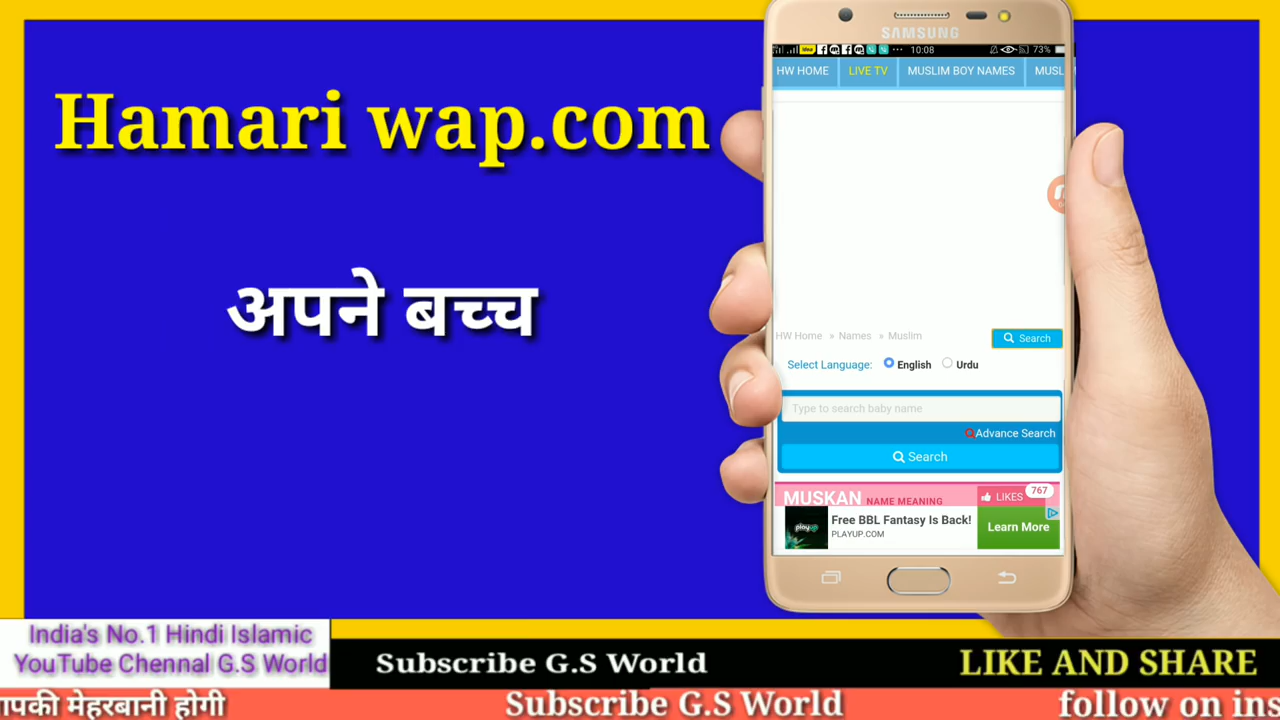 Hamari wap.com
अपने बच्च
SAMSUNG
idea
10:08
73%
HW HOME
LIVE TV
MUSLIM BOY NAMES
MUSL
HW Home » Names » Muslim
Search
Select Language: English Urdu
Type to search baby name
Advance Search
Search
MUSKAN NAME MEANING
LIKES 767
playup
Free BBL Fantasy Is Back!
PLAYUP.COM
Learn More
India's No.1 Hindi Islamic
YouTube Chennal G.S World
Subscribe G.S World
LIKE AND SHARE
पकी मेहरबानी होगी
Subscribe G.S World
follow on ins